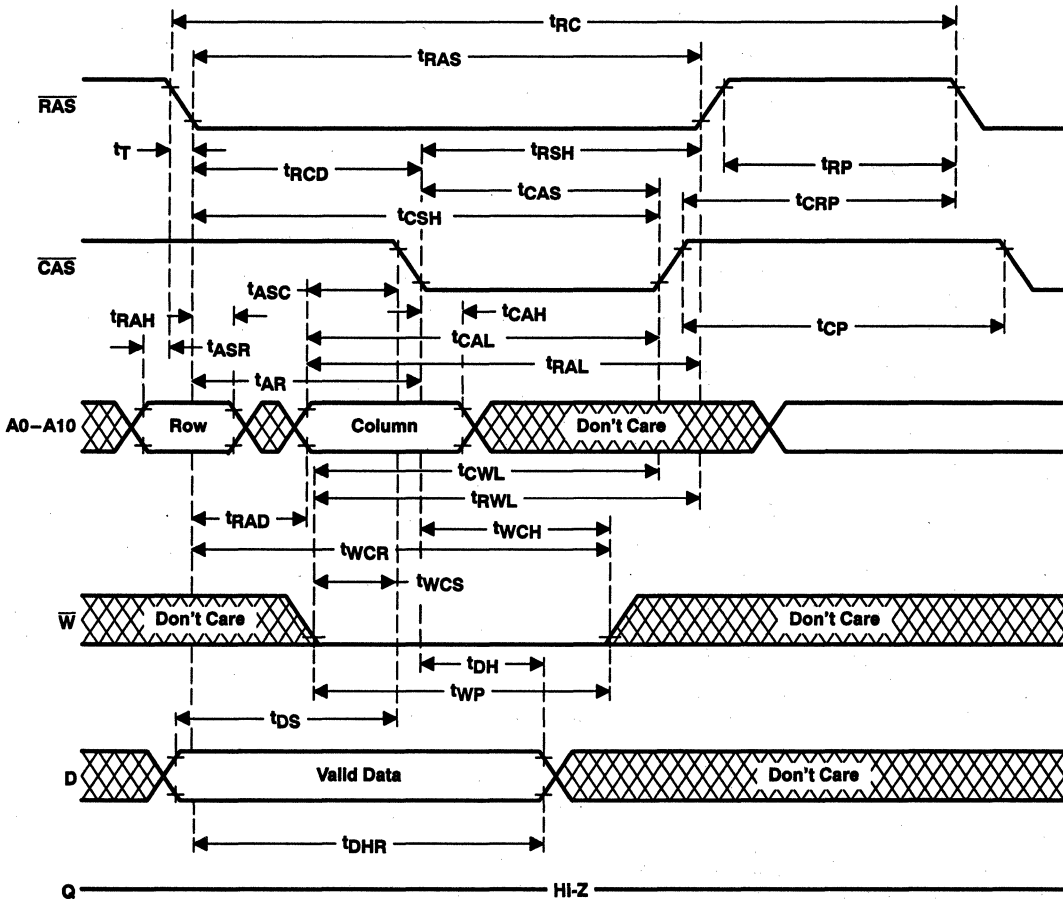 tRC
tRAS
RAS
tT
tRCD
tRSH
tRP
tCAS
tCRP
tCSH
CAS
tASC
tRAH
tCAH
tCP
tASR
tCAL
tRAL
tAR
A0–A10
Row
Column
Don't Care
tCWL
tRWL
tRAD
tWCH
tWCR
tWCS
W
Don't Care
Don't Care
tDH
tWP
tDS
D
Valid Data
Don't Care
tDHR
Q
Hi-Z